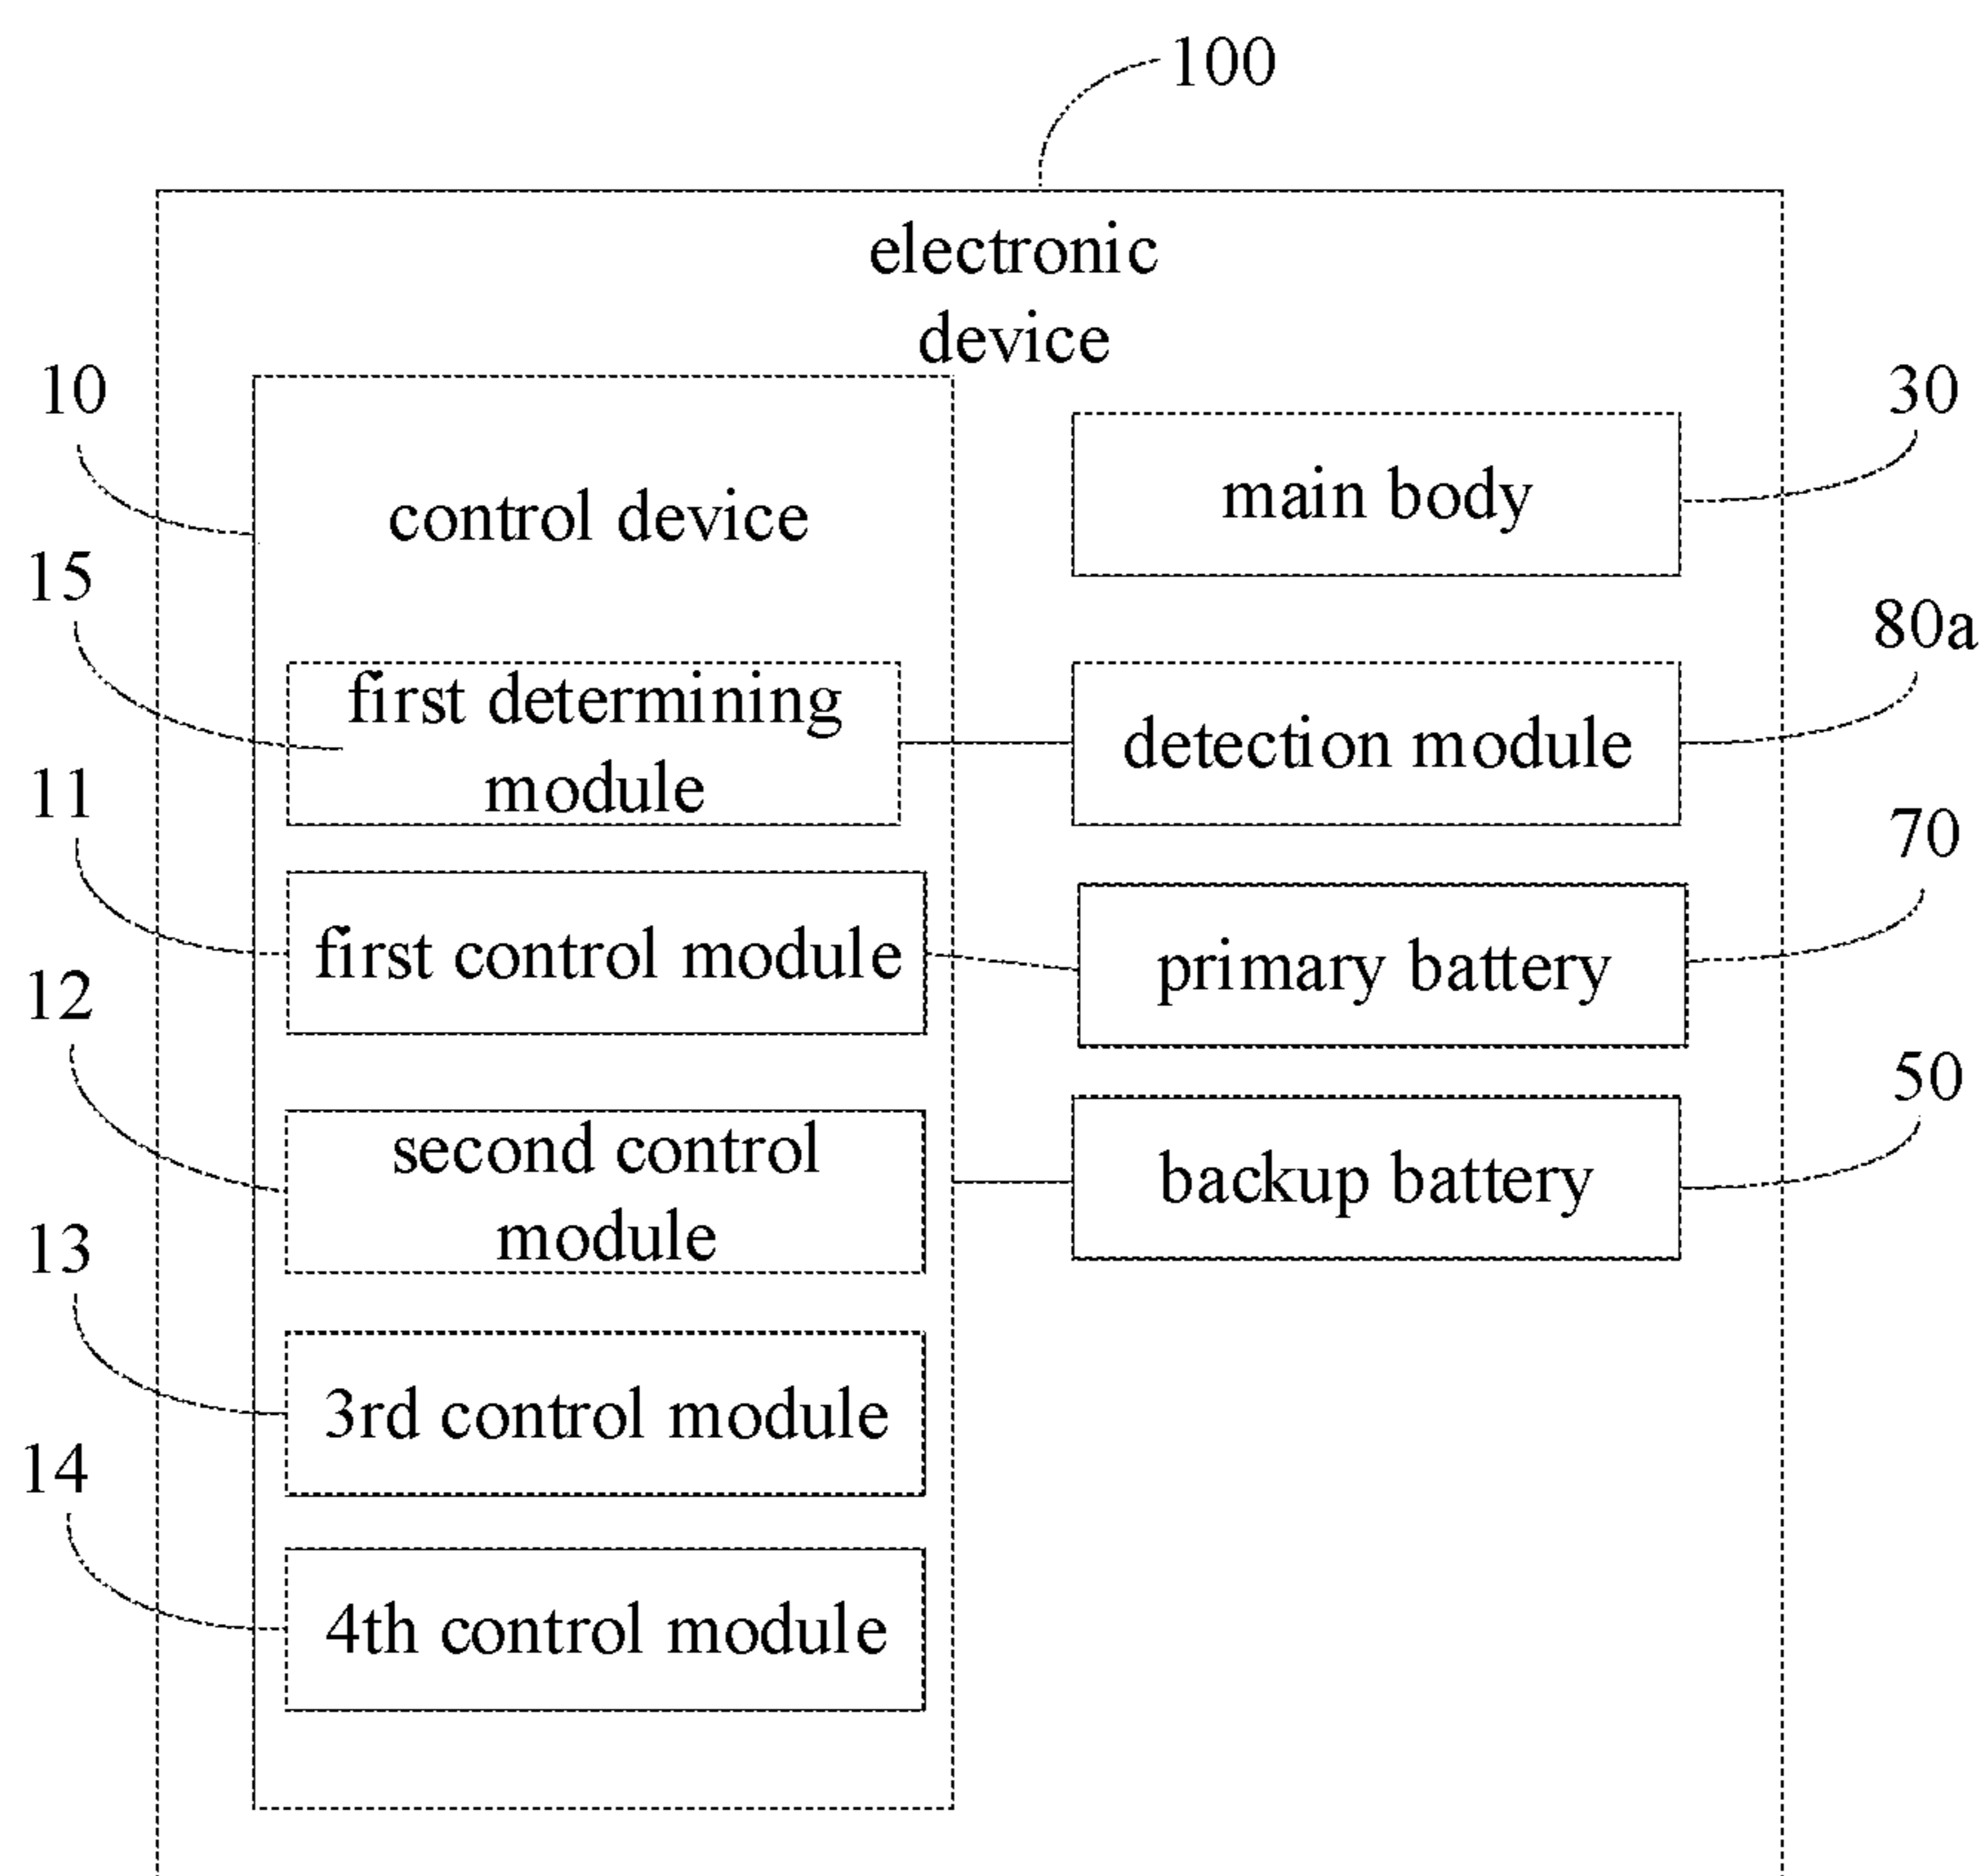 100
electronic
device
10
control device
30
main body
15
first determining
module
80a
detection module
11
first control module
70
primary battery
12
second control
module
50
backup battery
13
3rd control module
14
4th control module